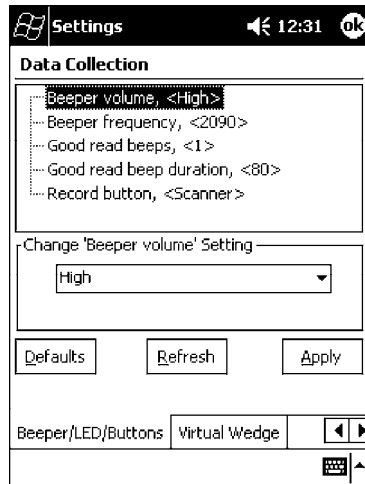 Settings 12:31 ok
Data Collection
Beeper volume, <High>
Beeper frequency, <2090>
Good read beeps, <1>
Good read beep duration, <80>
Record button, <Scanner>
Change 'Beeper volume' Setting
High
Defaults Refresh Apply
Beeper/LED/Buttons Virtual Wedge